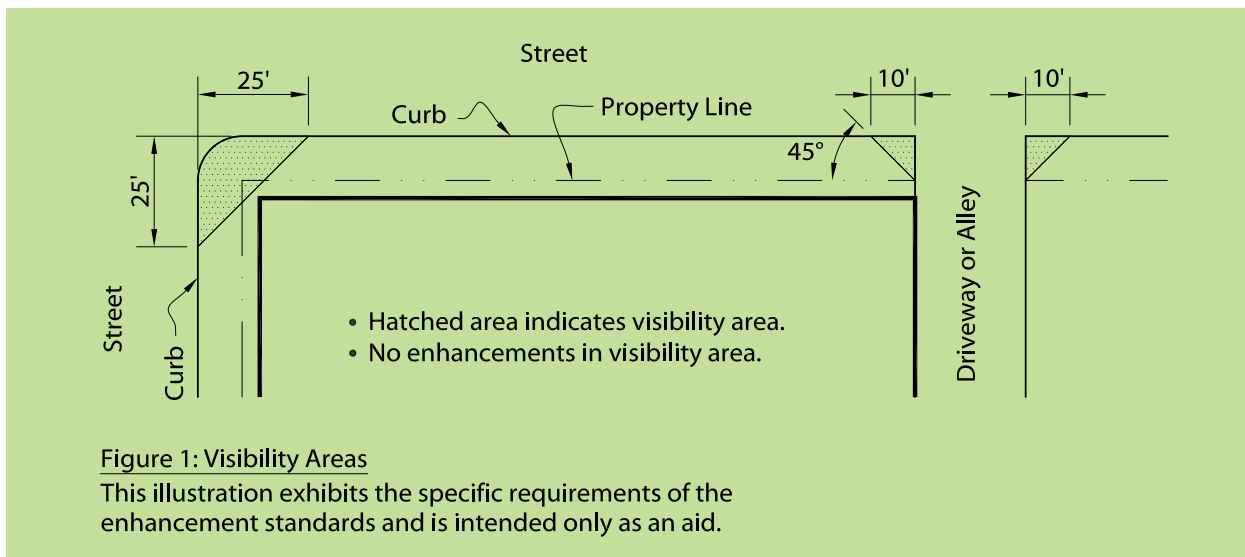 Street
25'
10'
10'
Curb
Property Line
45°
25'
Street
Curb
Driveway or Alley
• Hatched area indicates visibility area.
• No enhancements in visibility area.
Figure 1: Visibility Areas
This illustration exhibits the specific requirements of the
enhancement standards and is intended only as an aid.